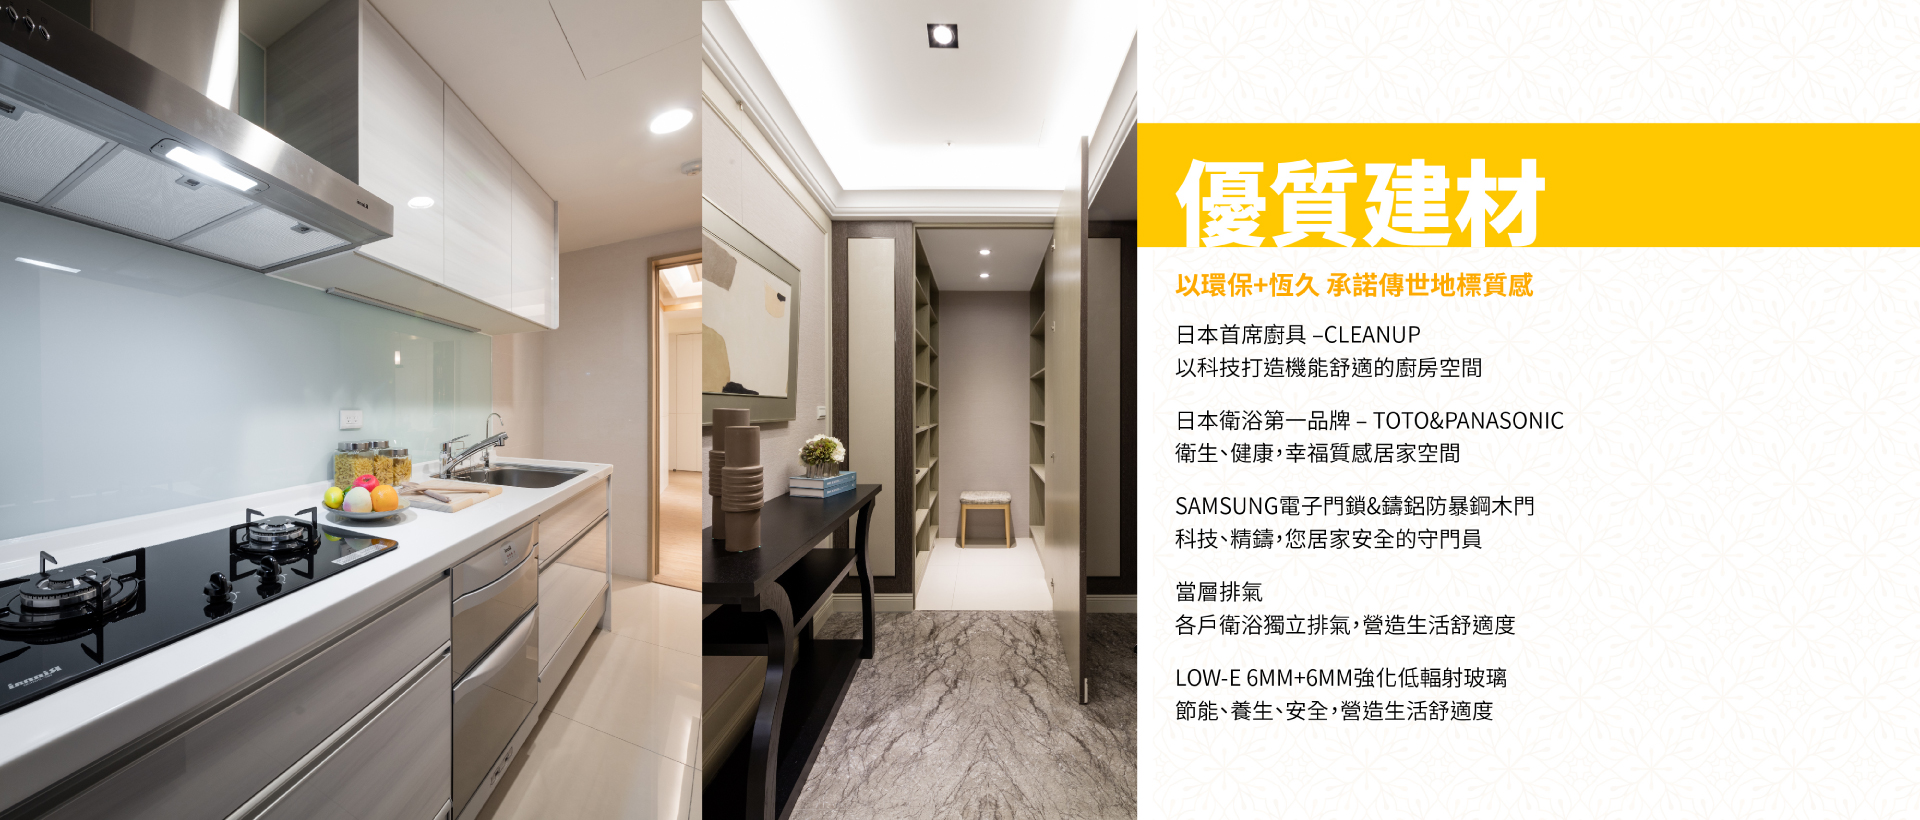 優質建材
以環保+恆久 承諾傳世地標質感
日本首席廚具 –CLEANUP
以科技打造機能舒適的廚房空間
日本衛浴第一品牌 – TOTO&PANASONIC
衛生、健康，幸福質感居家空間
SAMSUNG電子門鎖&鑄鋁防暴鋼木門
科技、精鑄，您居家安全的守門員
當層排氣
各戶衛浴獨立排氣，營造生活舒適度
LOW-E 6MM+6MM強化低輻射玻璃
節能、養生、安全，營造生活舒適度